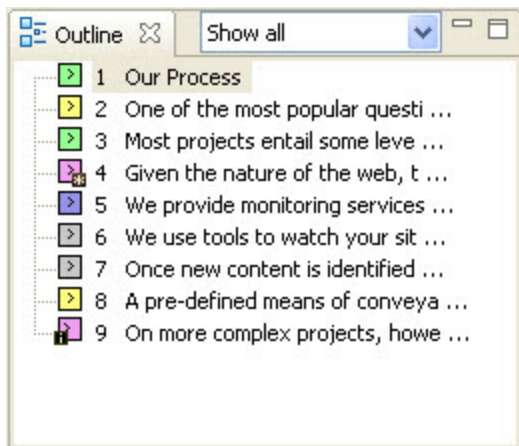 Outline Show all
1 Our Process
2 One of the most popular questi ...
3 Most projects entail some leve ...
4 Given the nature of the web, t ...
5 We provide monitoring services ...
6 We use tools to watch your sit ...
7 Once new content is identified ...
8 A pre-defined means of conveya ...
9 On more complex projects, howe ...